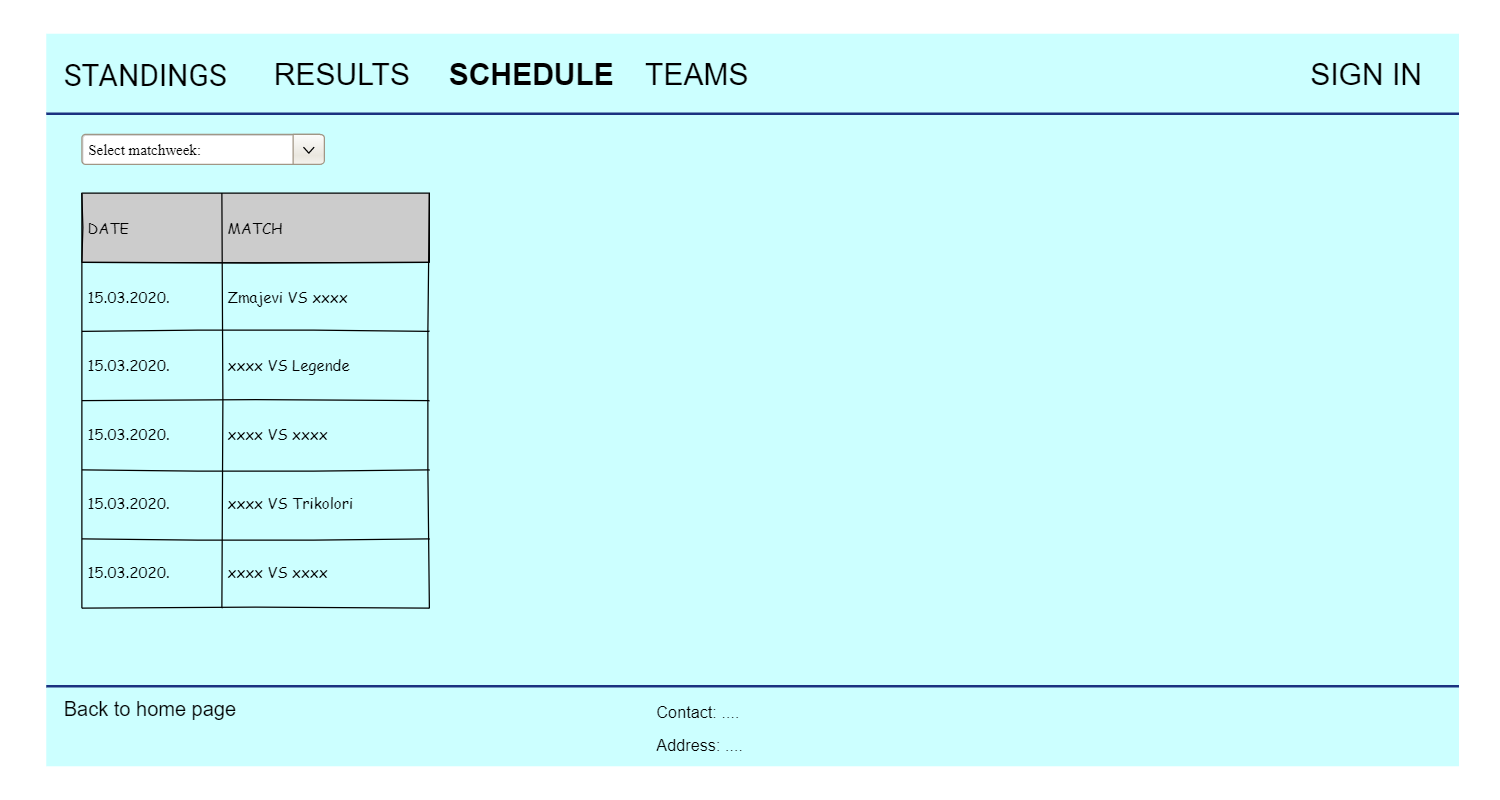 STANDINGS RESULTS SCHEDULE TEAMS SIGN IN
Select matchweek:
DATE MATCH
15.03.2020. Zmajevi VS xxxx
15.03.2020. xxxx VS Legende
15.03.2020. xxxx VS xxxx
15.03.2020. xxxx VS Trikolori
15.03.2020. xxxx VS xxxx
Back to home page
Contact: ....
Address: ....